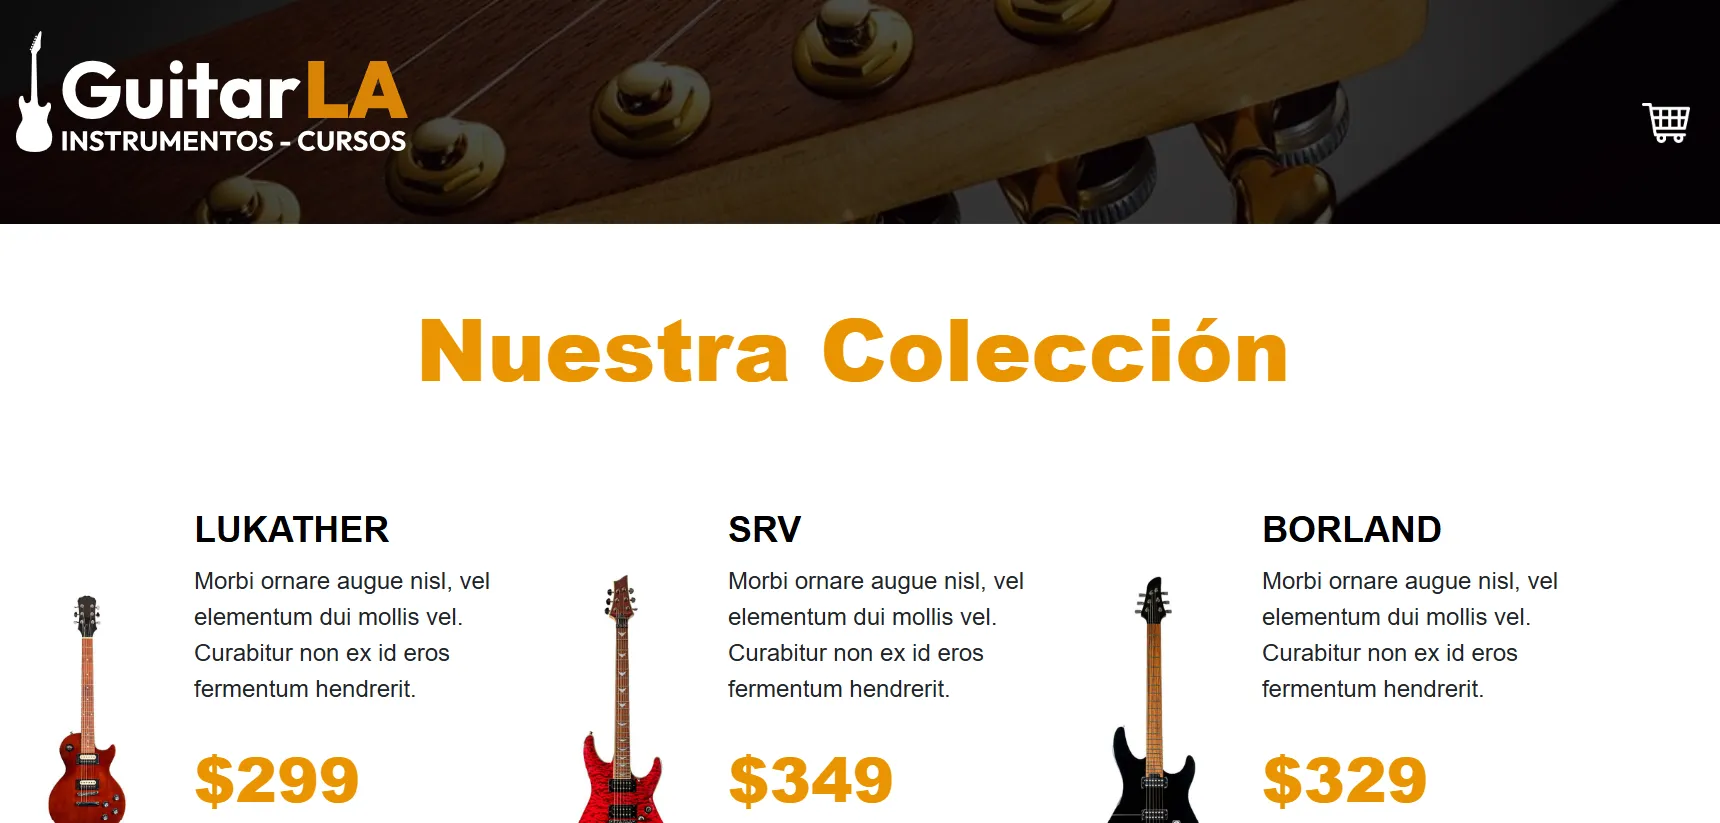 GuitarLA
INSTRUMENTOS - CURSOS
Nuestra Colección
LUKATHER
Morbi ornare augue nisl, vel
elementum dui mollis vel.
Curabitur non ex id eros
fermentum hendrerit.
$299
SRV
Morbi ornare augue nisl, vel
elementum dui mollis vel.
Curabitur non ex id eros
fermentum hendrerit.
$349
BORLAND
Morbi ornare augue nisl, vel
elementum dui mollis vel.
Curabitur non ex id eros
fermentum hendrerit.
$329